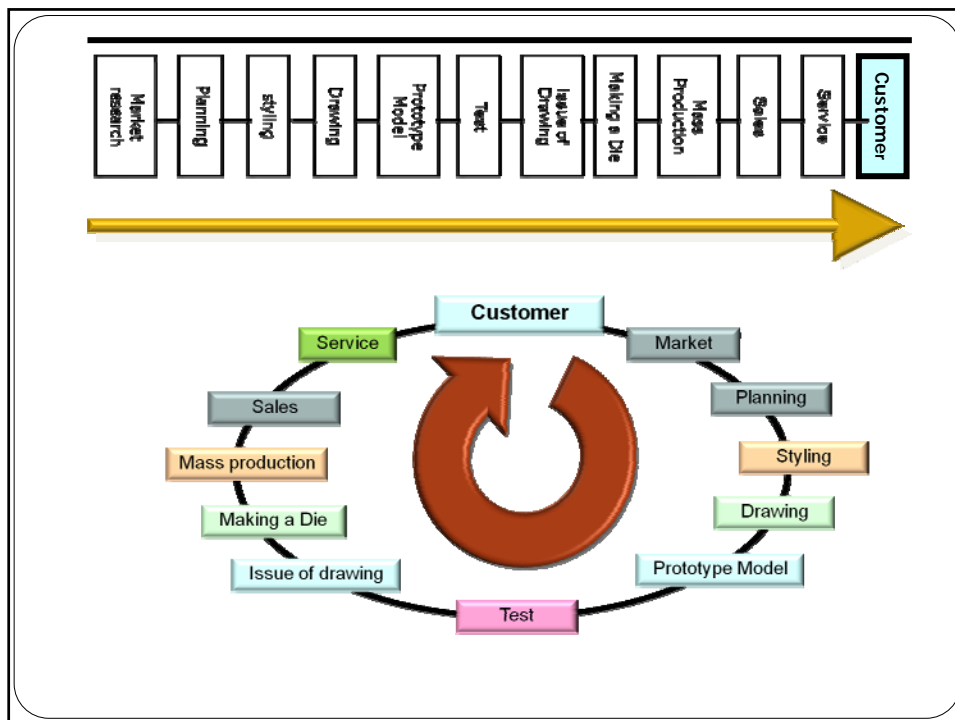 Market
research
Planning
styling
Drawing
Prototype
Model
Test
Issue of
Drawing
Making a Die
Mass
Production
Sales
Service
Customer
Customer
Service
Market
Sales
Planning
Mass production
Styling
Making a Die
Drawing
Issue of drawing
Prototype Model
Test